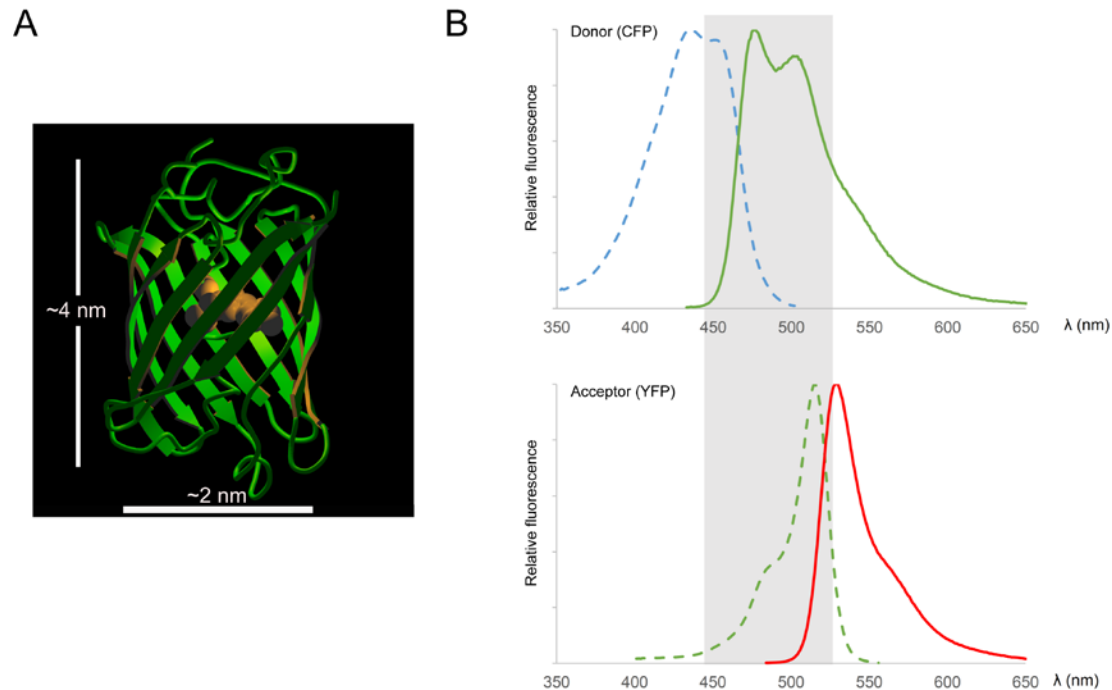 A
~4 nm
~2 nm
B
Donor (CFP)
Relative fluorescence
350 400 450 500 550 600 650 λ (nm)
Acceptor (YFP)
Relative fluorescence
350 400 450 500 550 600 650 λ (nm)